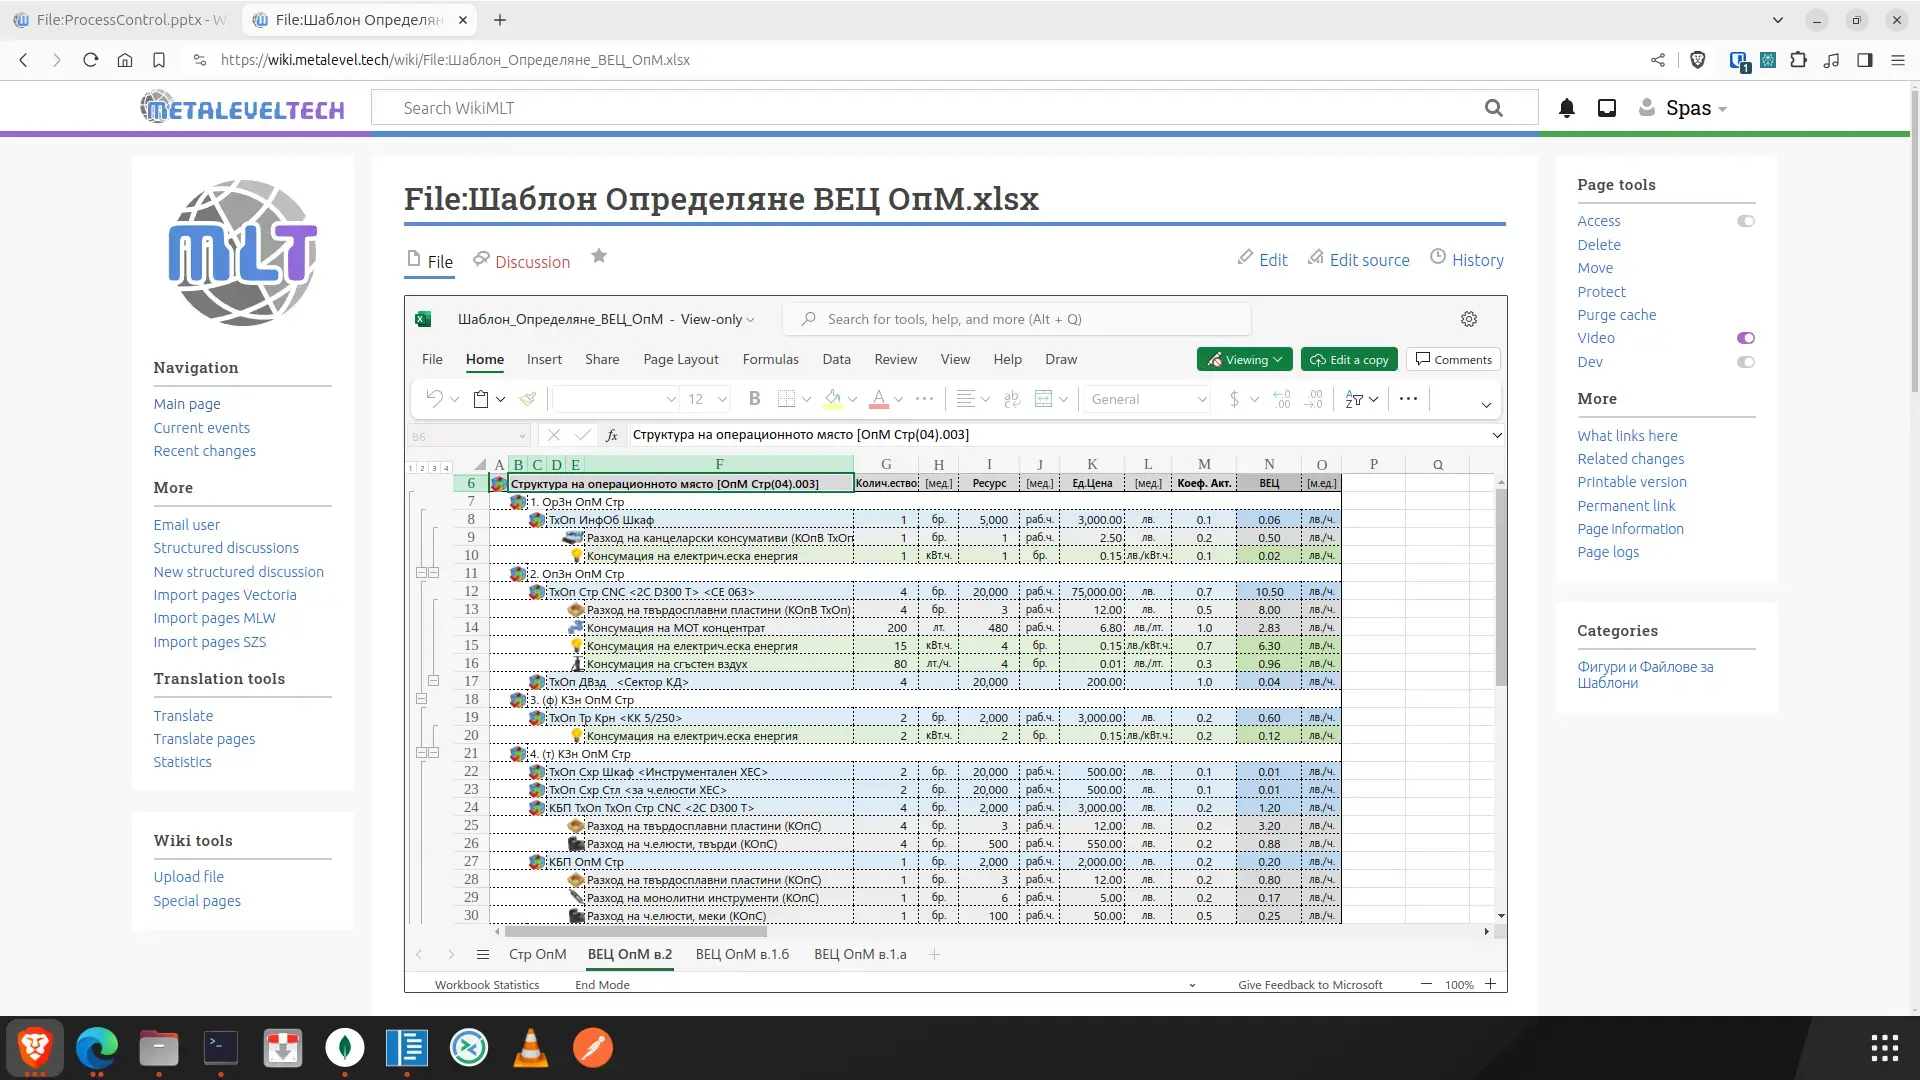 File:ProcessControl.pptx - W
File:Шаблон Определян
https://wiki.metalevel.tech/wiki/File:Шаблон_Определяне_ВЕЦ_ОпМ.xlsx
1
METALEVELTECH
Search WikiMLT
Spas
MLT
Navigation
Main page
Current events
Recent changes
More
Email user
Structured discussions
New structured discussion
Import pages Vectoria
Import pages MLW
Import pages SZS
Translation tools
Translate
Translate pages
Statistics
Wiki tools
Upload file
Special pages
File:Шаблон Определяне ВЕЦ ОпМ.xlsx
File Discussion Edit Edit source History
Шаблон_Определяне_ВЕЦ_ОпМ - View-only
Search for tools, help, and more (Alt + Q)
File Home Insert Share Page Layout Formulas Data Review View Help Draw Viewing Edit a copy Comments
12 B A ab General $ .00 .00
B6 fx Структура на операционното място [ОпМ Стр(04).003]
1 2 3 4 A B C D E F G H I J K L M N O P Q
6 Структура на операционното място [ОпМ Стр(04).003] Колич.ество [мед.] Ресурс [мед.] Ед.Цена [мед.] Коеф. Акт. ВЕЦ [м.ед.]
7 1. ОрЗн ОпМ Стр
8 ТхОп ИнфОб Шкаф 1 бр. 5,000 раб.ч. 3,000.00 лв. 0.1 0.06 лв./ч.
9 Разход на канцеларски консумативи (КОпВ ТхОп 1 бр. 1 раб.ч. 2.50 лв. 0.2 0.50 лв./ч.
10 Консумация на електрич.еска енергия 1 кВт.ч. 1 бр. 0.15 лв./кВт.ч. 0.1 0.02 лв./ч.
11 2. ОпЗн ОпМ Стр
12 ТхОп Стр CNC <2C D300 T> <CE 063> 4 бр. 20,000 раб.ч. 75,000.00 лв. 0.7 10.50 лв./ч.
13 Разход на твърдосплавни пластини (КОпВ ТхОп) 4 бр. 3 раб.ч. 12.00 лв. 0.5 8.00 лв./ч.
14 Консумация на МОТ концентрат 200 лт. 480 раб.ч. 6.80 лв./лт. 1.0 2.83 лв./ч.
15 Консумация на електрич.еска енергия 15 кВт.ч. 4 бр. 0.15 лв./кВт.ч. 0.7 6.30 лв./ч.
16 Консумация на сгъстен въздух 80 лт./ч. 4 бр. 0.01 лв./лт. 0.3 0.96 лв./ч.
17 ТхОп ДВзд <Сектор КД> 4 20,000 200.00 1.0 0.04 лв./ч.
18 3. (ф) КЗн ОпМ Стр
19 ТхОп Тр Крн <КК 5/250> 2 бр. 2,000 раб.ч. 3,000.00 лв. 0.2 0.60 лв./ч.
20 Консумация на електрич.еска енергия 2 кВт.ч. 2 бр. 0.15 лв./кВт.ч. 0.2 0.12 лв./ч.
21 4. (т) КЗн ОпМ Стр
22 ТхОп Схр Шкаф <Инструментален ХЕС> 2 бр. 20,000 раб.ч. 500.00 лв. 0.1 0.01 лв./ч.
23 ТхОп Схр Стл <за ч.елюсти ХЕС> 2 бр. 20,000 раб.ч. 500.00 лв. 0.1 0.01 лв./ч.
24 КБП ТхОп ТхОп Стр CNC <2C D300 T> 4 бр. 2,000 раб.ч. 3,000.00 лв. 0.2 1.20 лв./ч.
25 Разход на твърдосплавни пластини (КОпС) 4 бр. 3 раб.ч. 12.00 лв. 0.2 3.20 лв./ч.
26 Разход на ч.елюсти, твърди (КОпС) 4 бр. 500 раб.ч. 550.00 лв. 0.2 0.88 лв./ч.
27 КБП ОпМ Стр 1 бр. 2,000 раб.ч. 2,000.00 лв. 0.2 0.20 лв./ч.
28 Разход на твърдосплавни пластини (КОпС) 1 бр. 3 раб.ч. 12.00 лв. 0.2 0.80 лв./ч.
29 Разход на монолитни инструменти (КОпС) 1 бр. 6 раб.ч. 5.00 лв. 0.2 0.17 лв./ч.
30 Разход на ч.елюсти, меки (КОпС) 1 бр. 100 раб.ч. 50.00 лв. 0.5 0.25 лв./ч.
Стр ОпМ ВЕЦ ОпМ в.2 ВЕЦ ОпМ в.1.б ВЕЦ ОпМ в.1.а
Workbook Statistics End Mode Give Feedback to Microsoft 100%
Page tools
Access
Delete
Move
Protect
Purge cache
Video
Dev
More
What links here
Related changes
Printable version
Permanent link
Page information
Page logs
Categories
Фигури и Файлове за
Шаблони